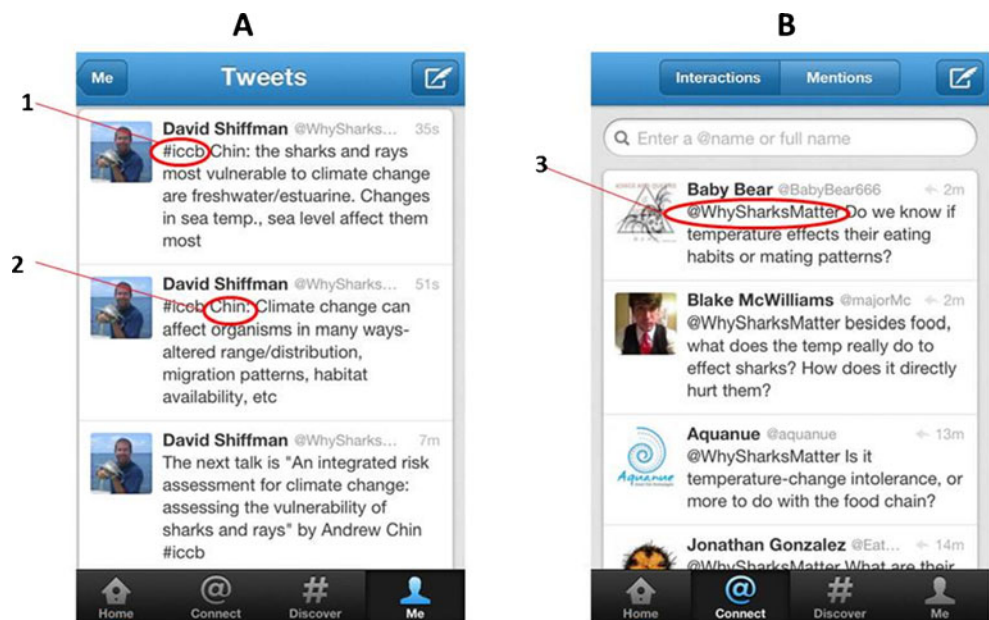 A
Me
Tweets
1
David Shiffman @WhySharks... 35s
#iccb Chin: the sharks and rays
most vulnerable to climate change
are freshwater/estuarine. Changes
in sea temp., sea level affect them
most
2
David Shiffman @WhySharks... 51s
#iccb Chin: Climate change can
affect organisms in many ways-
altered range/distribution,
migration patterns, habitat
availability, etc
David Shiffman @WhySharks... 7m
The next talk is "An integrated risk
assessment for climate change:
assessing the vulnerability of
sharks and rays" by Andrew Chin
#iccb
Home Connect Discover Me
B
Interactions Mentions
Enter a @name or full name
3
Baby Bear @BabyBear666 2m
@WhySharksMatter Do we know if
temperature effects their eating
habits or mating patterns?
Blake McWilliams @majorMc 2m
@WhySharksMatter besides food,
what does the temp really do to
effect sharks? How does it directly
hurt them?
Aquanue
Aquanue @aquanue 13m
@WhySharksMatter Is it
temperature-change intolerance, or
more to do with the food chain?
Jonathan Gonzalez @Eat... 14m
@WhySharksMatter What are their
Home Connect Discover Me